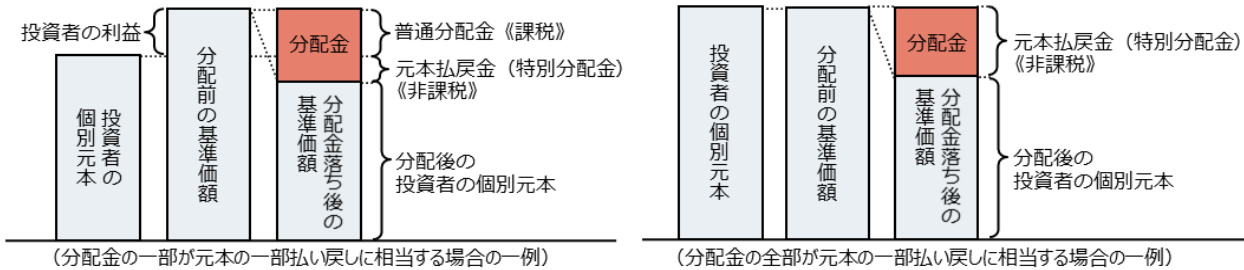 投資者の利益
投資者の
個別元本
分配前の基準価額
分配金
分配金落ち後の
基準価額
普通分配金《課税》
元本払戻金（特別分配金）
《非課税》
分配後の
投資者の個別元本
（分配金の一部が元本の一部払い戻しに相当する場合の一例）
投資者の個別元本
分配前の基準価額
分配金
分配金落ち後の
基準価額
元本払戻金（特別分配金）
《非課税》
分配後の
投資者の個別元本
（分配金の全部が元本の一部払い戻しに相当する場合の一例）